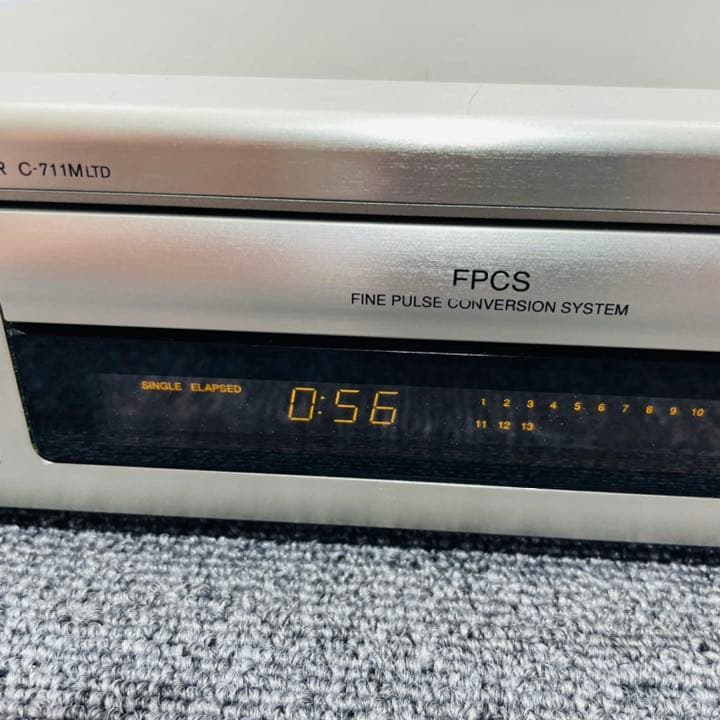 R C-711MLTD
FPCS
FINE PULSE CONVERSION SYSTEM
SINGLE ELAPSED
0:56
1 2 3 4 5 6 7 8 9 10
11 12 13